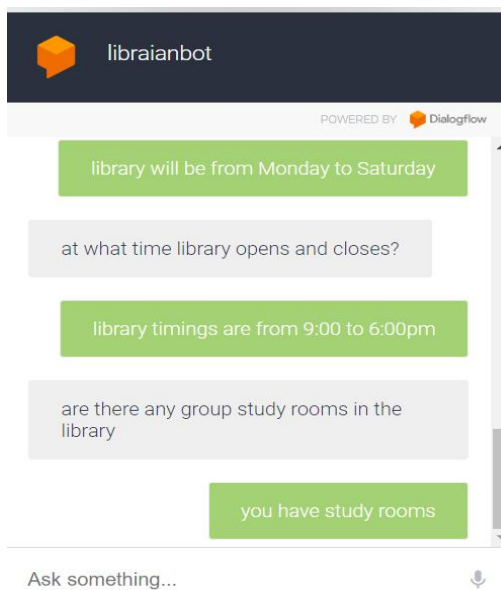 libraianbot
POWERED BY Dialogflow
library will be from Monday to Saturday
at what time library opens and closes?
library timings are from 9:00 to 6:00pm
are there any group study rooms in the
library
you have study rooms
Ask something...